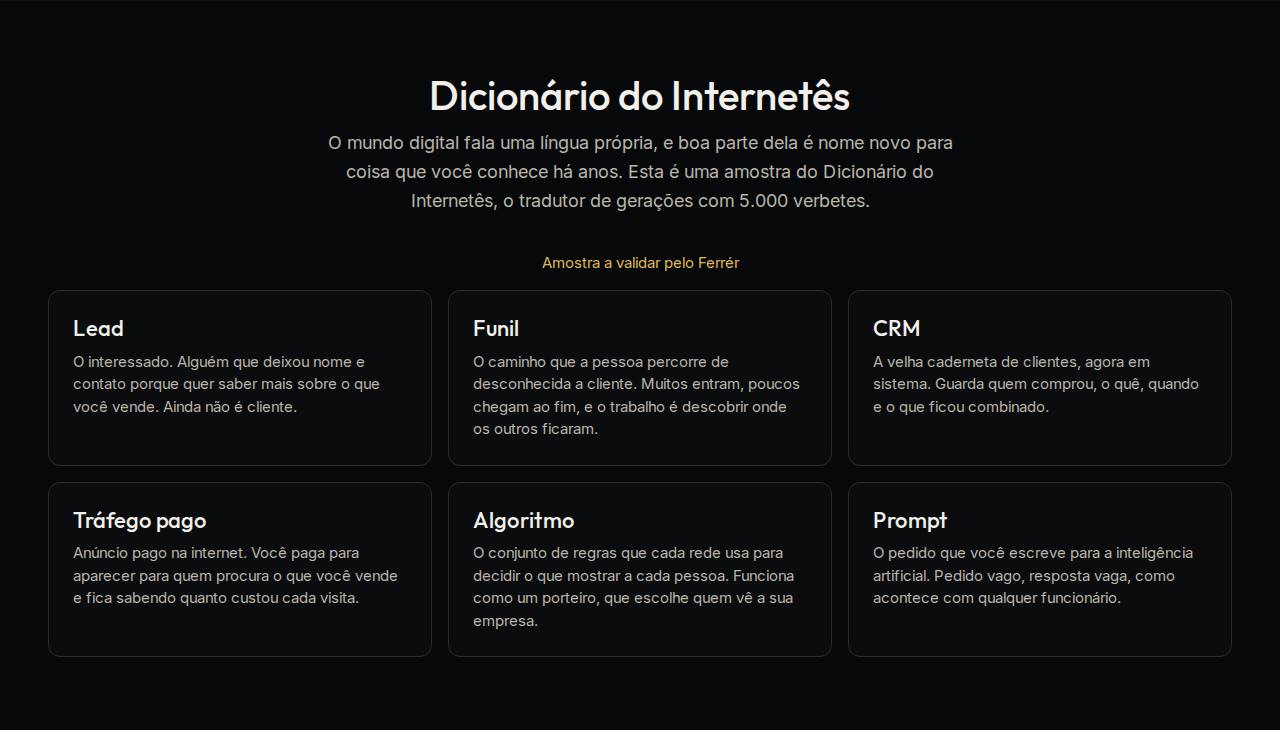 Dicionário do Internetês
O mundo digital fala uma língua própria, e boa parte dela é nome novo para
coisa que você conhece há anos. Esta é uma amostra do Dicionário do
Internetês, o tradutor de gerações com 5.000 verbetes.
Amostra a validar pelo Ferrér
Lead
O interessado. Alguém que deixou nome e
contato porque quer saber mais sobre o que
você vende. Ainda não é cliente.
Funil
O caminho que a pessoa percorre de
desconhecida a cliente. Muitos entram, poucos
chegam ao fim, e o trabalho é descobrir onde
os outros ficaram.
CRM
A velha caderneta de clientes, agora em
sistema. Guarda quem comprou, o quê, quando
e o que ficou combinado.
Tráfego pago
Anúncio pago na internet. Você paga para
aparecer para quem procura o que você vende
e fica sabendo quanto custou cada visita.
Algoritmo
O conjunto de regras que cada rede usa para
decidir o que mostrar a cada pessoa. Funciona
como um porteiro, que escolhe quem vê a sua
empresa.
Prompt
O pedido que você escreve para a inteligência
artificial. Pedido vago, resposta vaga, como
acontece com qualquer funcionário.